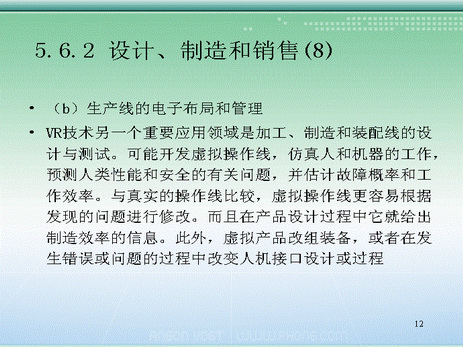 5.6.2 设计、制造和销售(8)
• （b）生产线的电子布局和管理
• VR技术另一个重要应用领域是加工、制造和装配线的设
计与测试。可能开发虚拟操作线，仿真人和机器的工作，
预测人类性能和安全的有关问题，并估计故障概率和工
作效率。与真实的操作线比较，虚拟操作线更容易根据
发现的问题进行修改。而且在产品设计过程中它就给出
制造效率的信息。此外，虚拟产品改组装备，或者在发
生错误或问题的过程中改变人机接口设计或过程
12